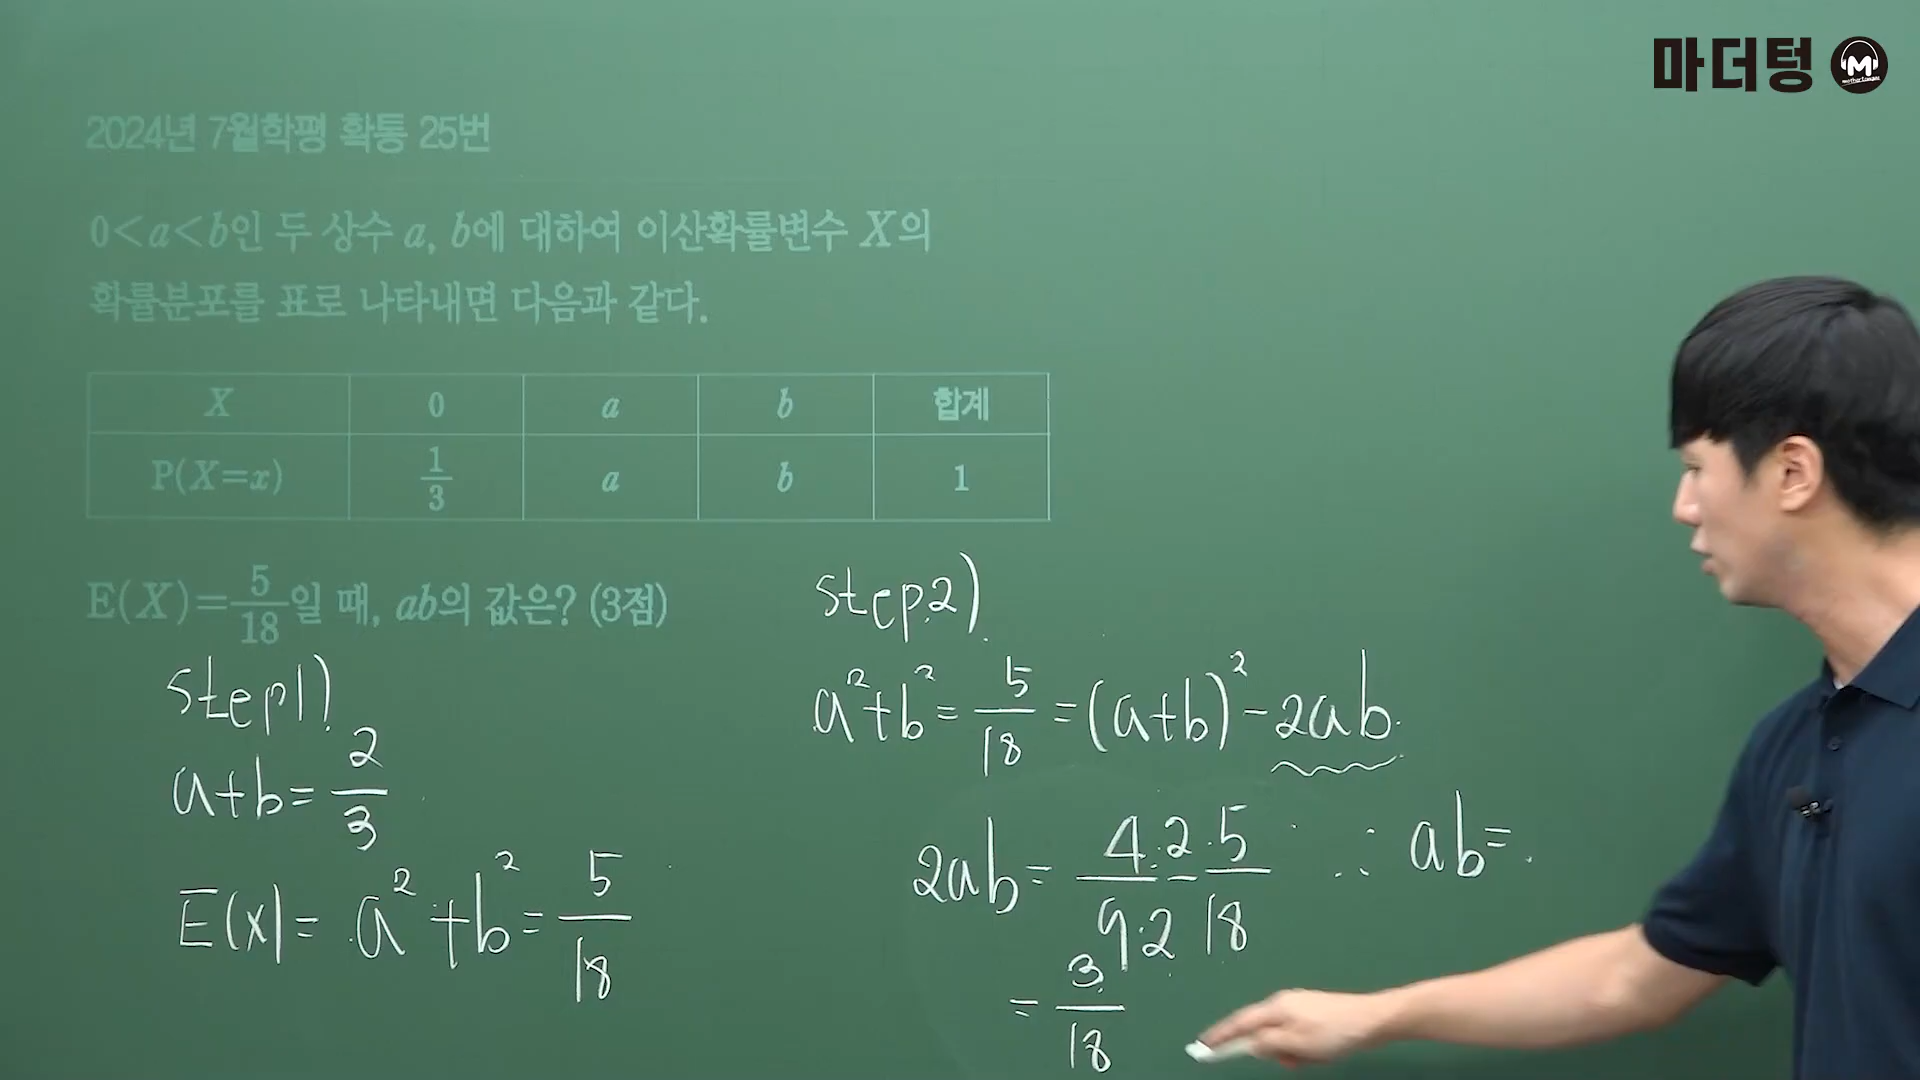 마더텅
2024년 7월학평 확통 25번
0<a<b인 두 상수 a, b에 대하여 이산확률변수 X의
확률분포를 표로 나타내면 다음과 같다.
X 0 a b 합계
P(X=x) 1/3 a b 1
E(X)=5/18일 때, ab의 값은? (3점)
step1)
a+b=2/3
E(x)= a²+b²=5/18
step2)
a²+b²=5/18=(a+b)²-2ab
2ab= 4·2/9·2 - 5/18 ∴ ab=
=3/18